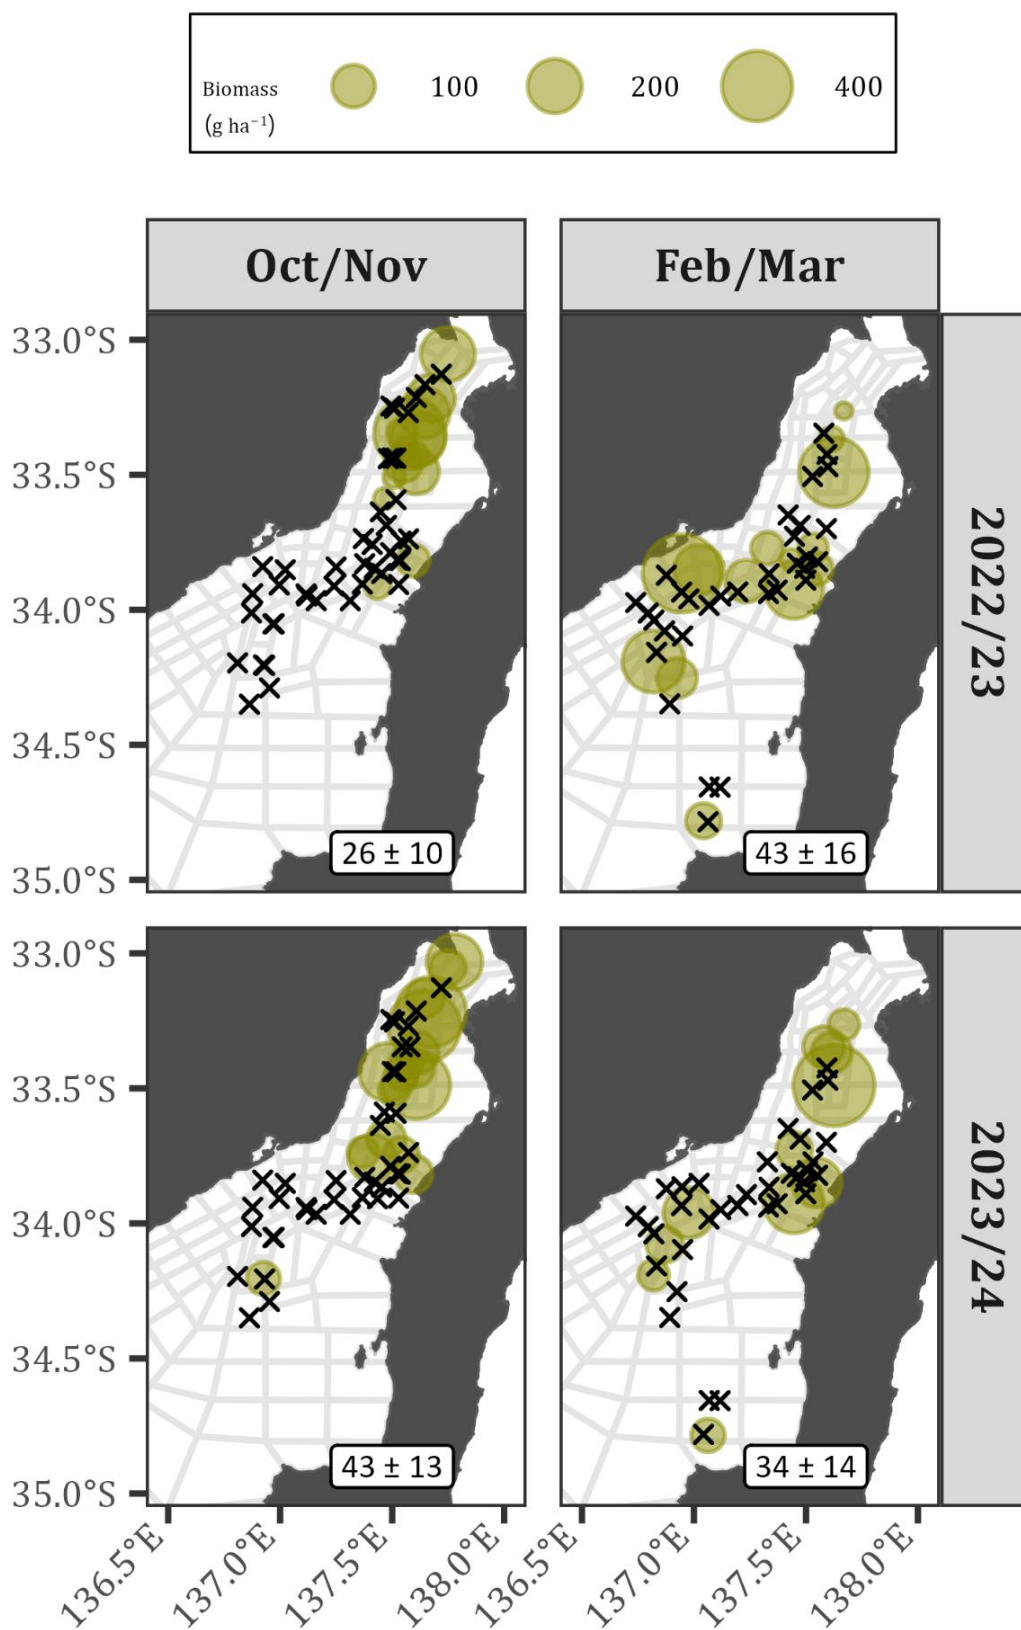 Biomass 100 200 400
(g ha⁻¹)
Oct/Nov Feb/Mar
33.0°S
33.5°S
34.0°S
34.5°S
35.0°S
26 ± 10
43 ± 16
2022/23
33.0°S
33.5°S
34.0°S
34.5°S
35.0°S
43 ± 13
34 ± 14
2023/24
136.5°E 137.0°E 137.5°E 138.0°E 136.5°E 137.0°E 137.5°E 138.0°E